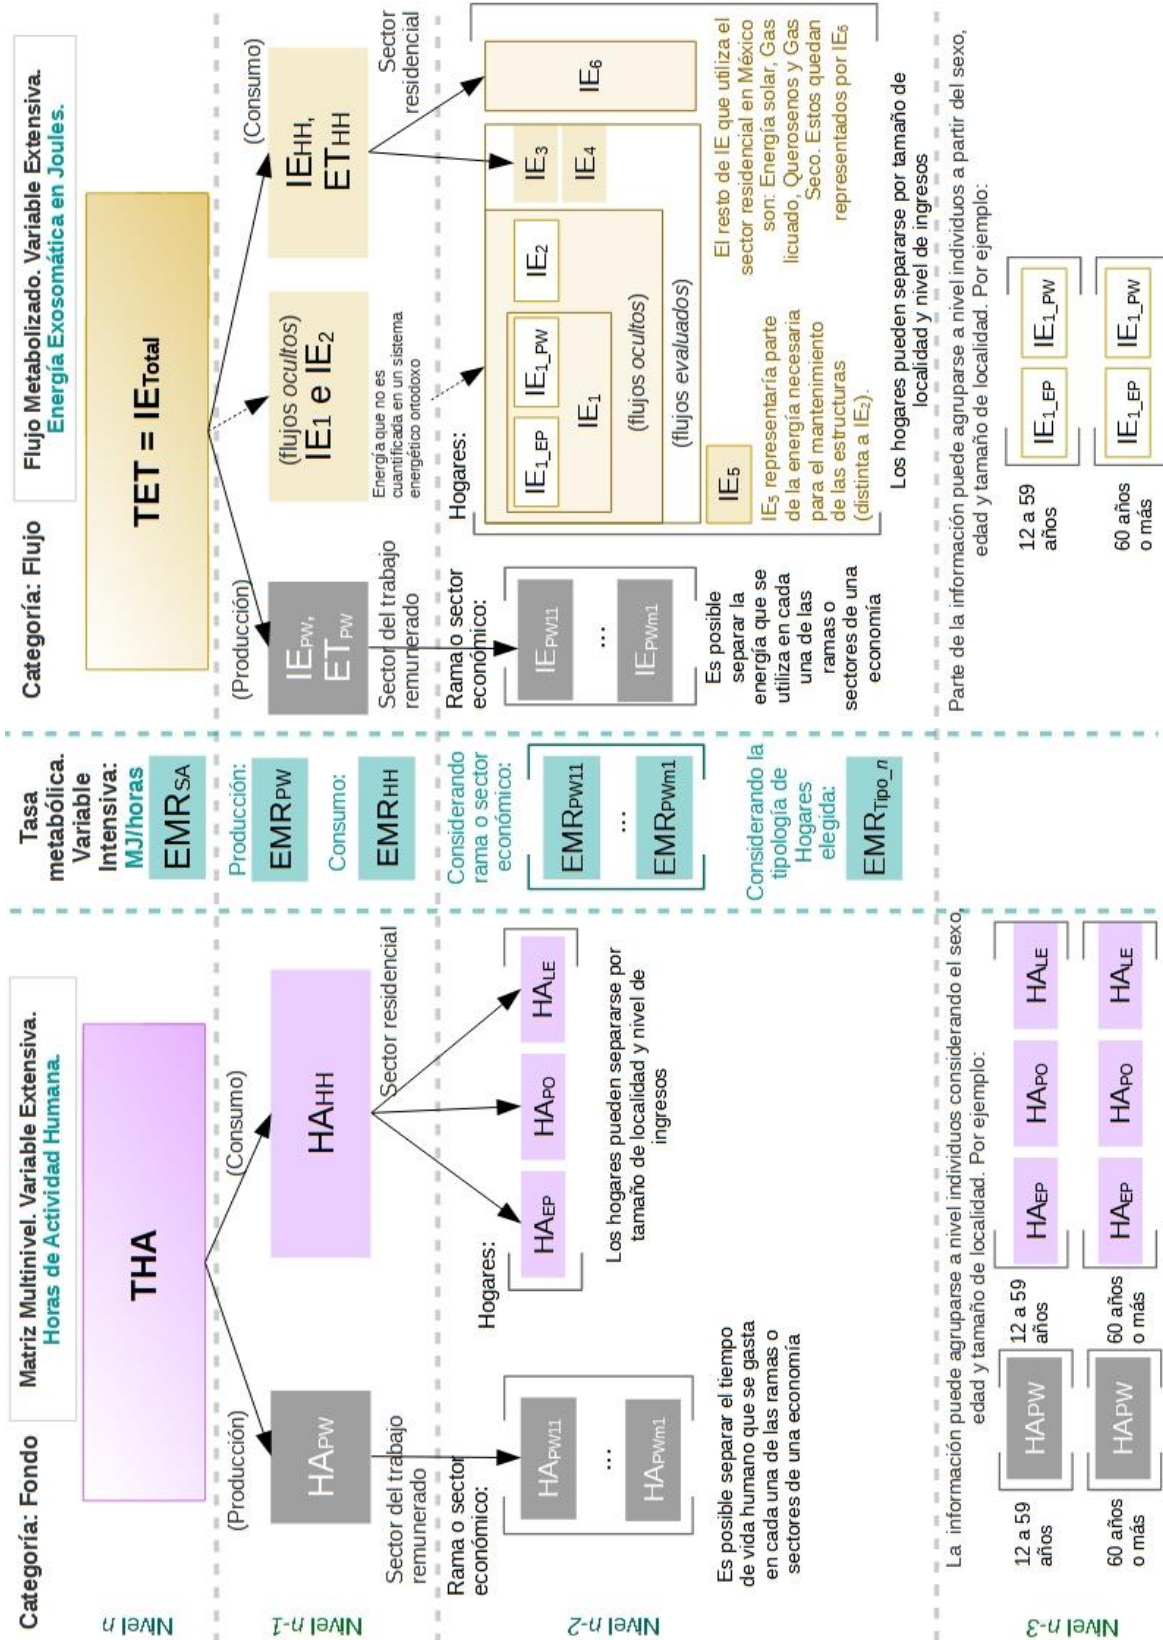 Categoría: Fondo
Matriz Multinivel. Variable Extensiva.
Horas de Actividad Humana.
Tasa
metabólica.
Variable
Intensiva:
MJ/horas
Categoría: Flujo
Flujo Metabolizado. Variable Extensiva.
Energía Exosomática en Joules.
Nivel n
THA
EMRSA
TET = IETotal
Nivel n-1
(Producción)
(Consumo)
HAPW
HAHH
Sector del trabajo
remunerado
Sector residencial
Producción:
EMRPW
Consumo:
EMRHH
(Producción)
IEPW,
ETPW
Sector del trabajo
remunerado
(flujos ocultos)
IE1 e IE2
Energía que no es
cuantificada en un sistema
energético ortodoxo
(Consumo)
IEHH,
ETHH
Sector
residencial
Nivel n-2
Rama o sector
económico:
HAPW11
...
HAPWm1
Es posible separar el tiempo
de vida humano que se gasta
en cada una de las ramas o
sectores de una economía
Hogares:
HAEP
HAPO
HALE
Los hogares pueden separarse por
tamaño de localidad y nivel de
ingresos
Considerando
rama o sector
económico:
EMRPW11
...
EMRPWm1
Considerando la
tipología de
Hogares
elegida:
EMRTipo_n
Rama o sector
económico:
IEPW11
...
IEPWm1
Es posible
separar la
energía que se
utiliza en cada
una de las
ramas o
sectores de una
economía
Hogares:
IE1_EP
IE1_PW
IE2
IE1
(flujos ocultos)
(flujos evaluados)
IE3
IE4
IE6
IE5
IE5 representaría parte
de la energía necesaria
para el mantenimiento
de las estructuras
(distinta a IE2).
El resto de IE que utiliza el
sector residencial en México
son: Energía solar, Gas
licuado, Querosenos y Gas
Seco. Estos quedan
representados por IE6
Los hogares pueden separarse por tamaño de
localidad y nivel de ingresos
Nivel n-3
La información puede agruparse a nivel individuos considerando el sexo,
edad y tamaño de localidad. Por ejemplo:
12 a 59
años
HAPW
12 a 59
años
HAEP
HAPO
HALE
60 años
o más
HAPW
60 años
o más
HAEP
HAPO
HALE
Parte de la información puede agruparse a nivel individuos a partir del sexo,
edad y tamaño de localidad. Por ejemplo:
12 a 59
años
IE1_EP
IE1_PW
60 años
o más
IE1_EP
IE1_PW